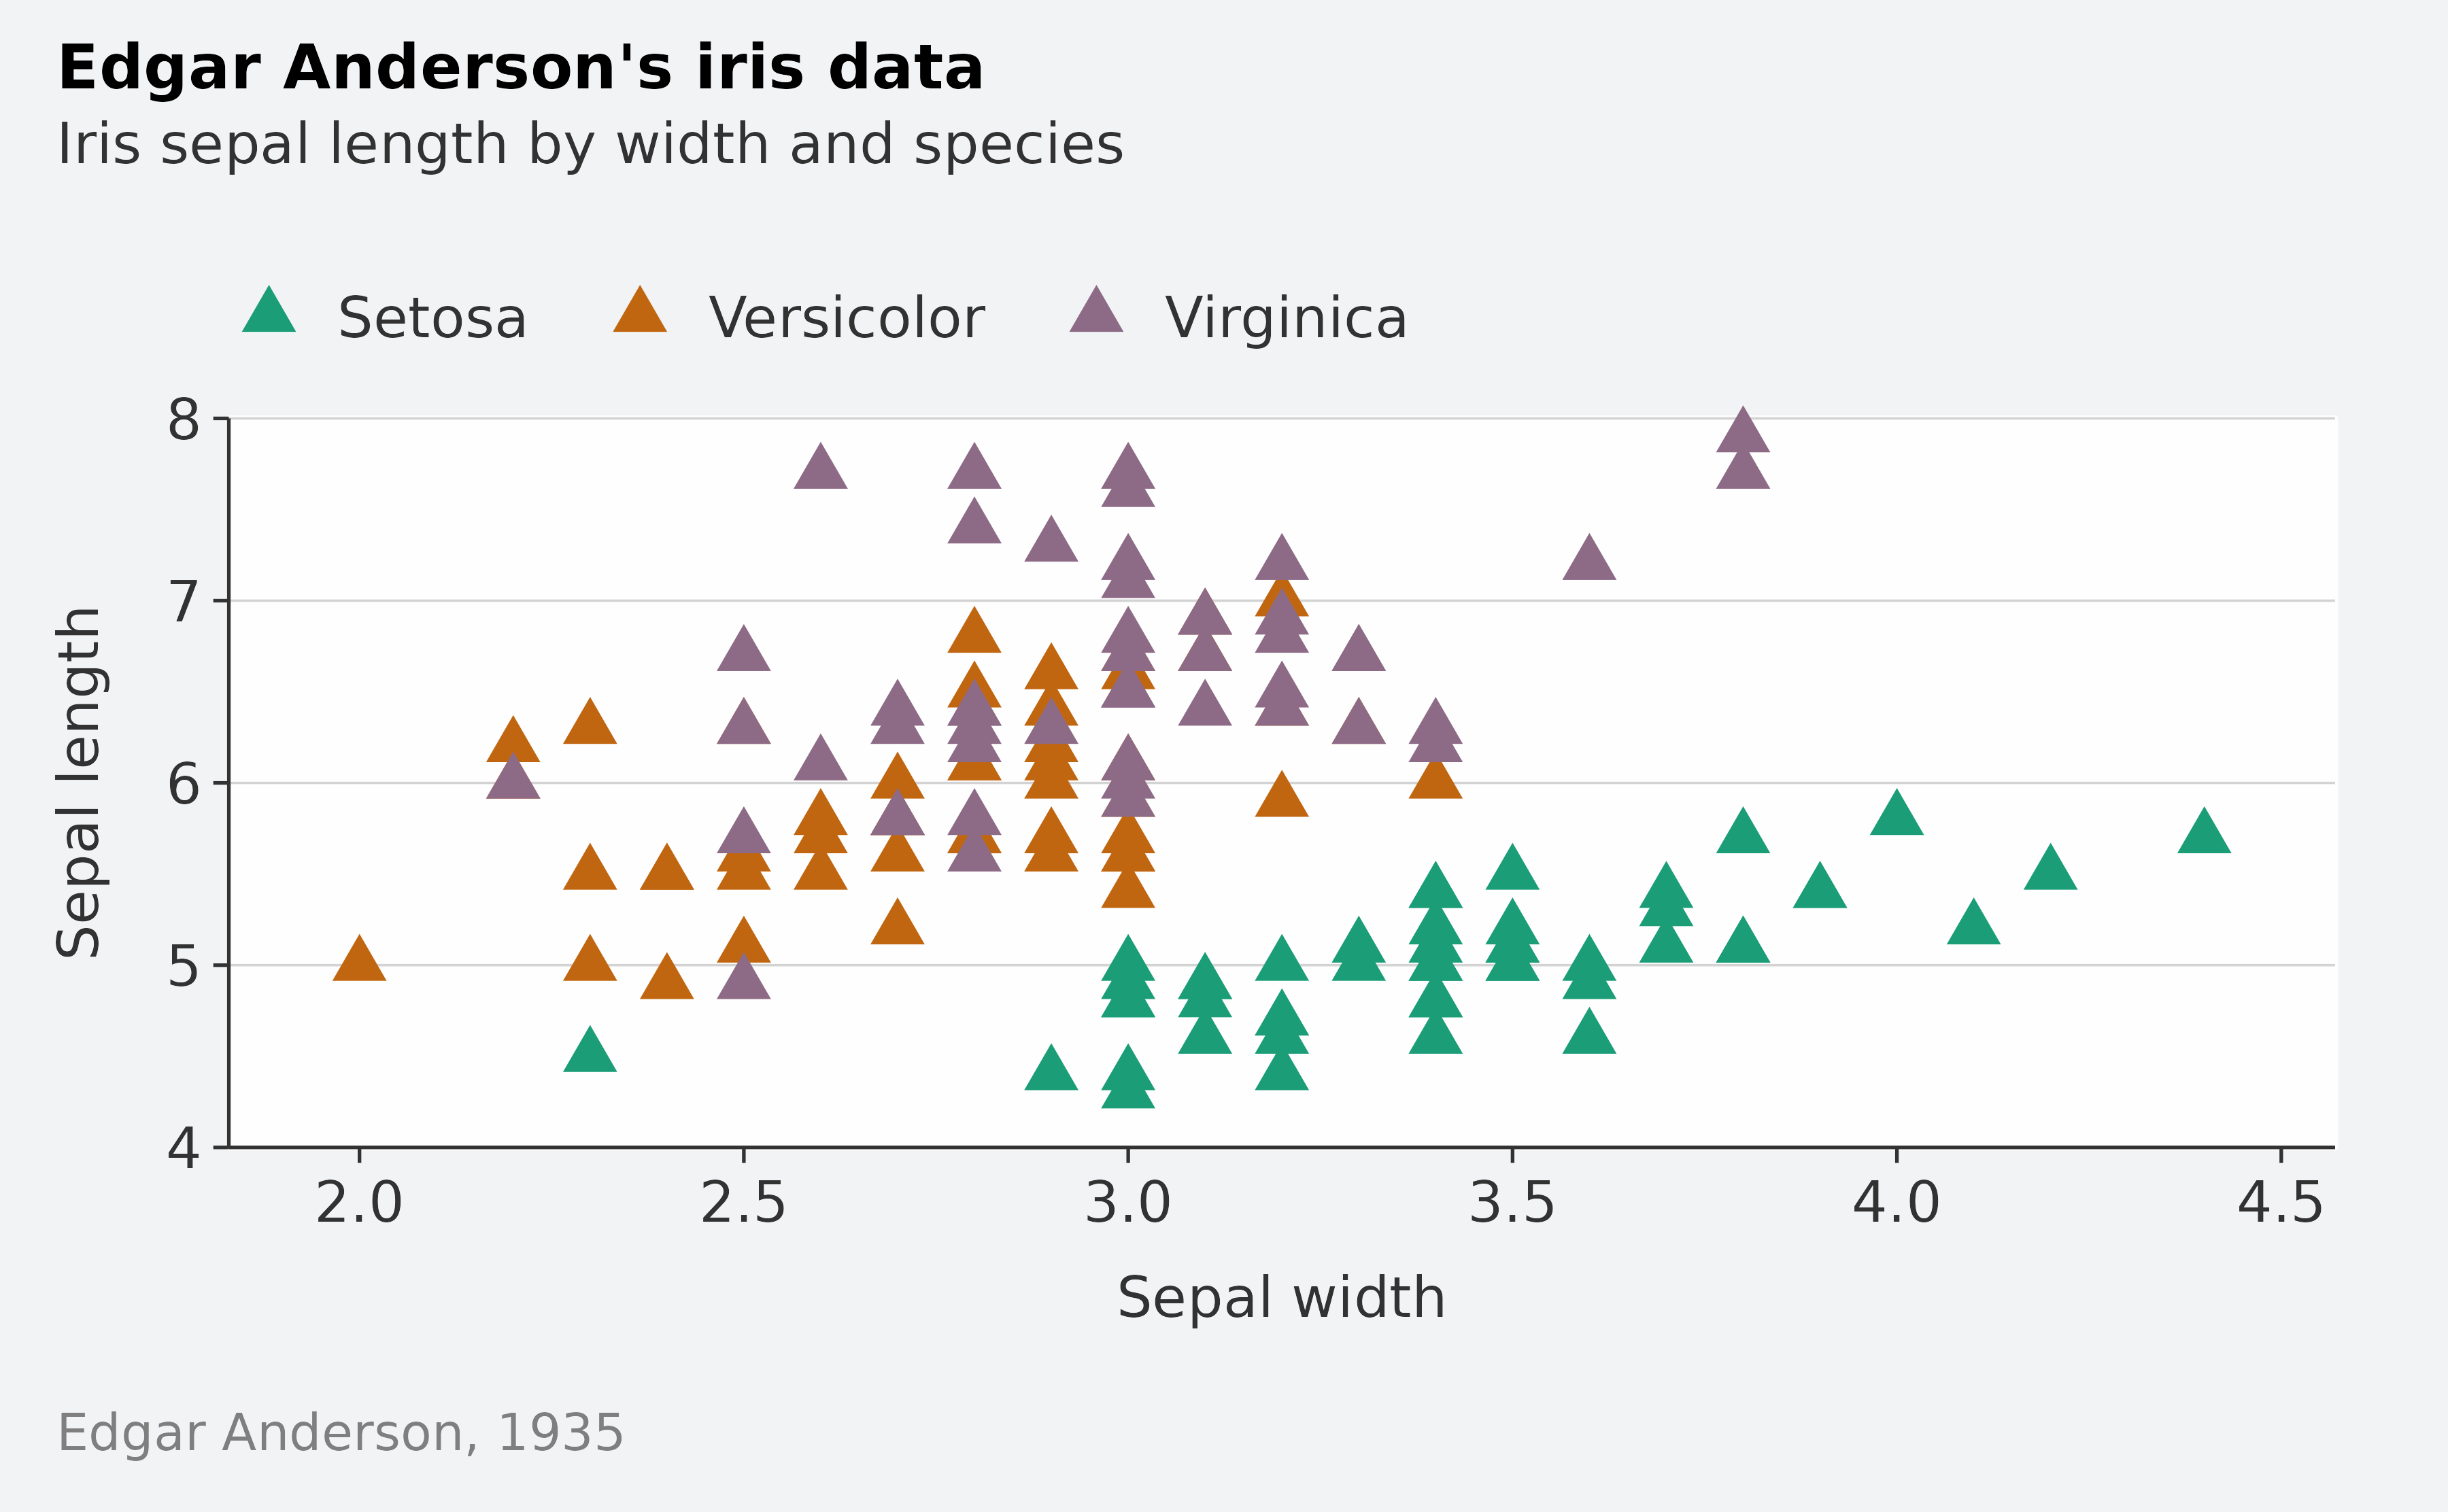 Edgar Anderson's iris data
Iris sepal length by width and species
Setosa Versicolor Virginica
8
7
6
5
4
Sepal length
2.0 2.5 3.0 3.5 4.0 4.5
Sepal width
Edgar Anderson, 1935